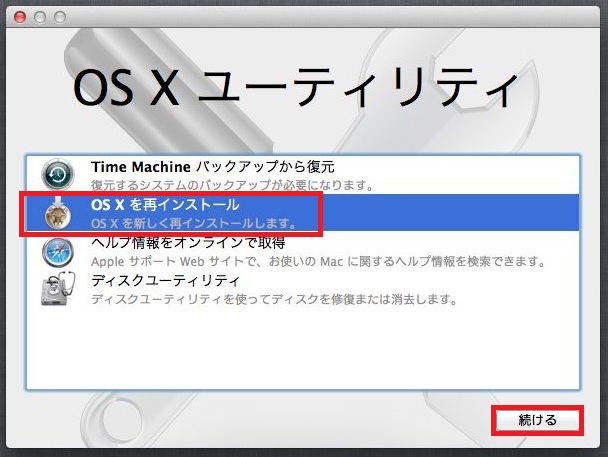 OS X ユーティリティ
Time Machine バックアップから復元
復元するシステムのバックアップが必要になります。
OS X を再インストール
OS X を新しく再インストールします。
ヘルプ情報をオンラインで取得
Apple サポート Web サイトで、お使いの Mac に関するヘルプ情報を検索できます。
ディスクユーティリティ
ディスクユーティリティを使ってディスクを修復または消去します。
続ける